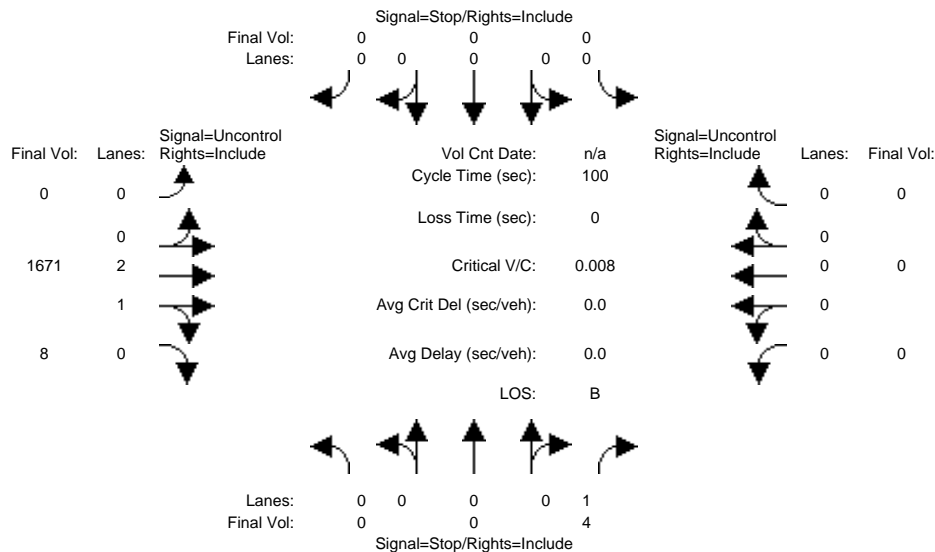 Signal=Stop/Rights=Include
Final Vol: 0 0 0
Lanes: 0 0 0 0 0
Signal=Uncontrol Signal=Uncontrol
Final Vol: Lanes: Rights=Include Vol Cnt Date: n/a Rights=Include Lanes: Final Vol:
Cycle Time (sec): 100
0 0 0 0
Loss Time (sec): 0
0 0
1671 2 Critical V/C: 0.008 0 0
1 Avg Crit Del (sec/veh): 0.0 0
8 0 Avg Delay (sec/veh): 0.0 0 0
LOS: B
Lanes: 0 0 0 0 1
Final Vol: 0 0 4
Signal=Stop/Rights=Include